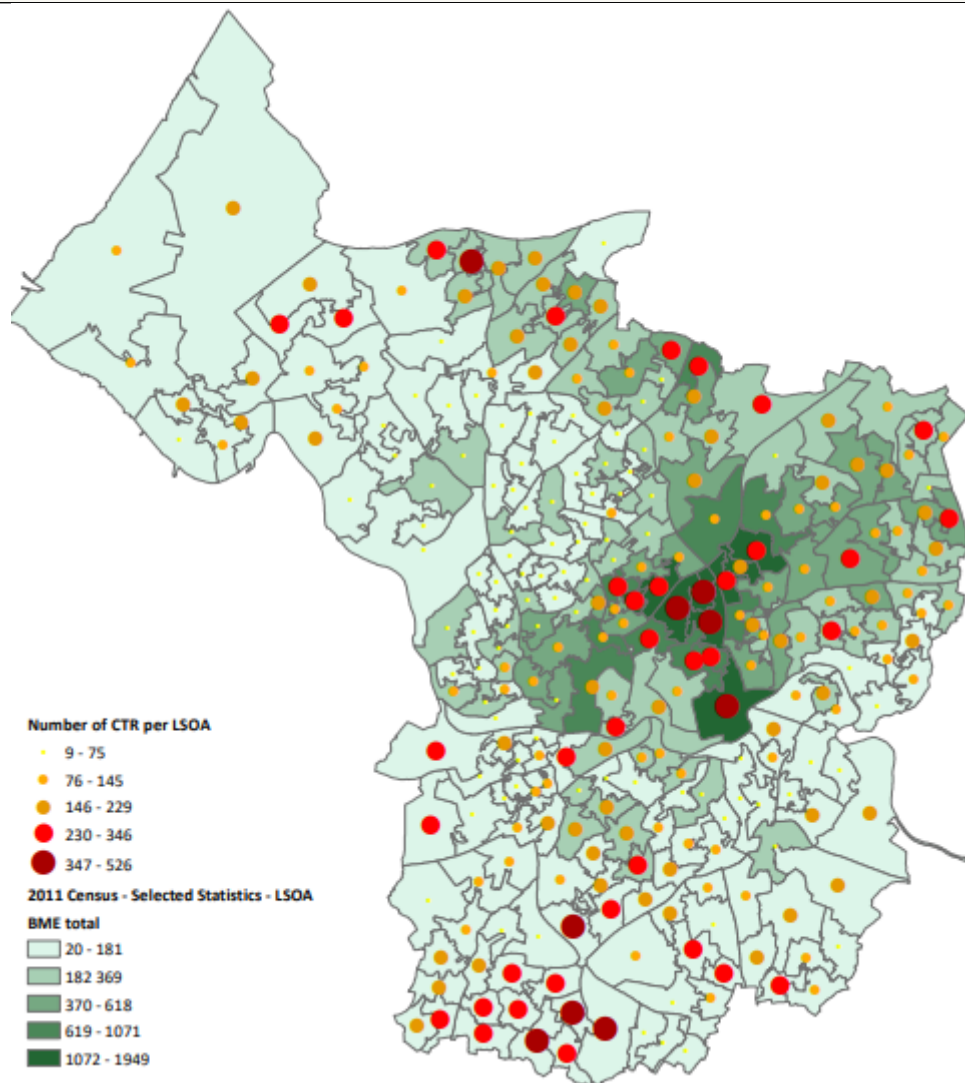 Number of CTR per LSOA
9 - 75
76 - 145
146 - 229
230 - 346
347 - 526
2011 Census - Selected Statistics - LSOA
BME total
20 - 181
182 369
370 - 618
619 - 1071
1072 - 1949